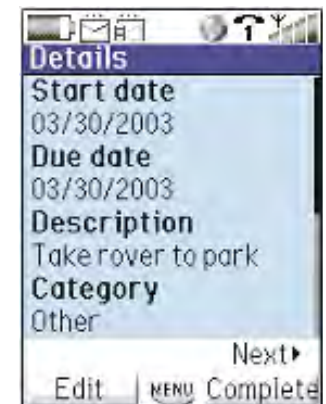 Details
Start date
03/30/2003
Due date
03/30/2003
Description
Take rover to park
Category
Other
Next
Edit MENU Complete